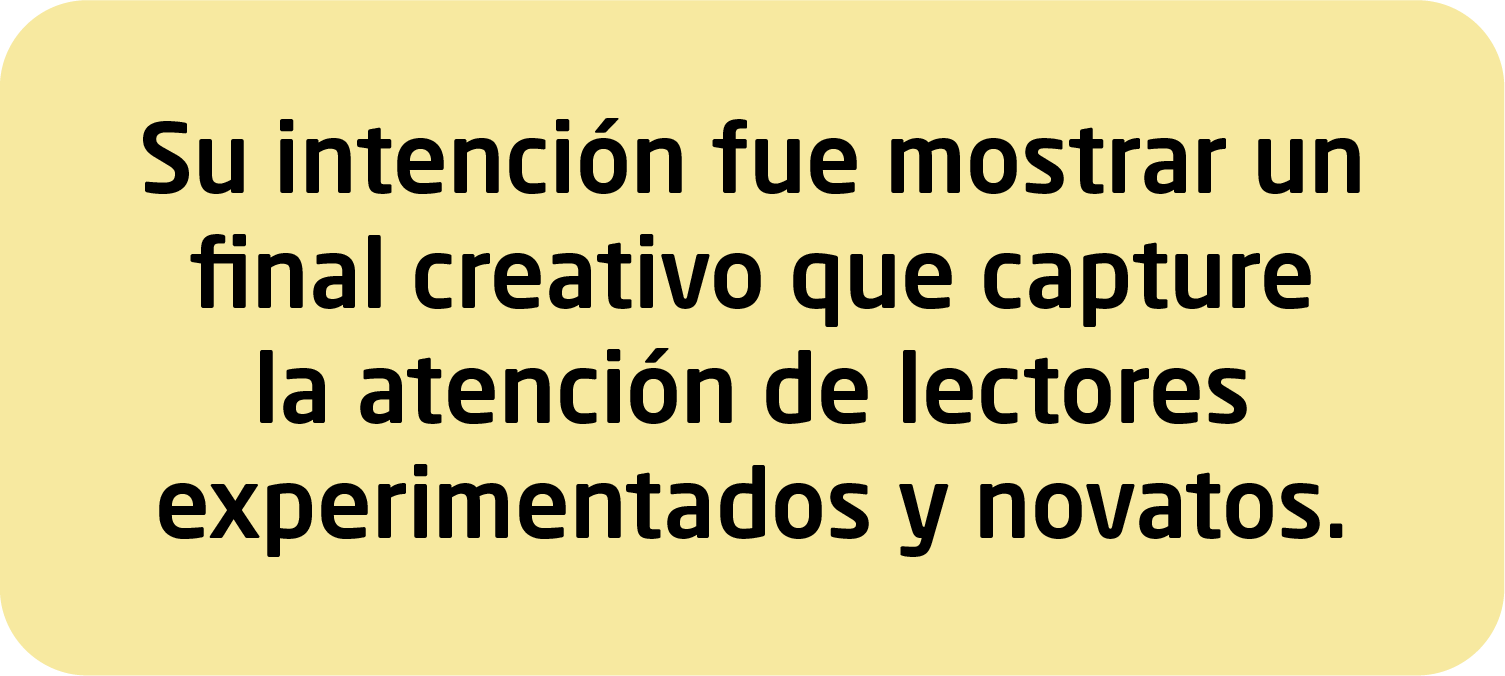 Su intención fue mostrar un
final creativo que capture
la atención de lectores
experimentados y novatos.